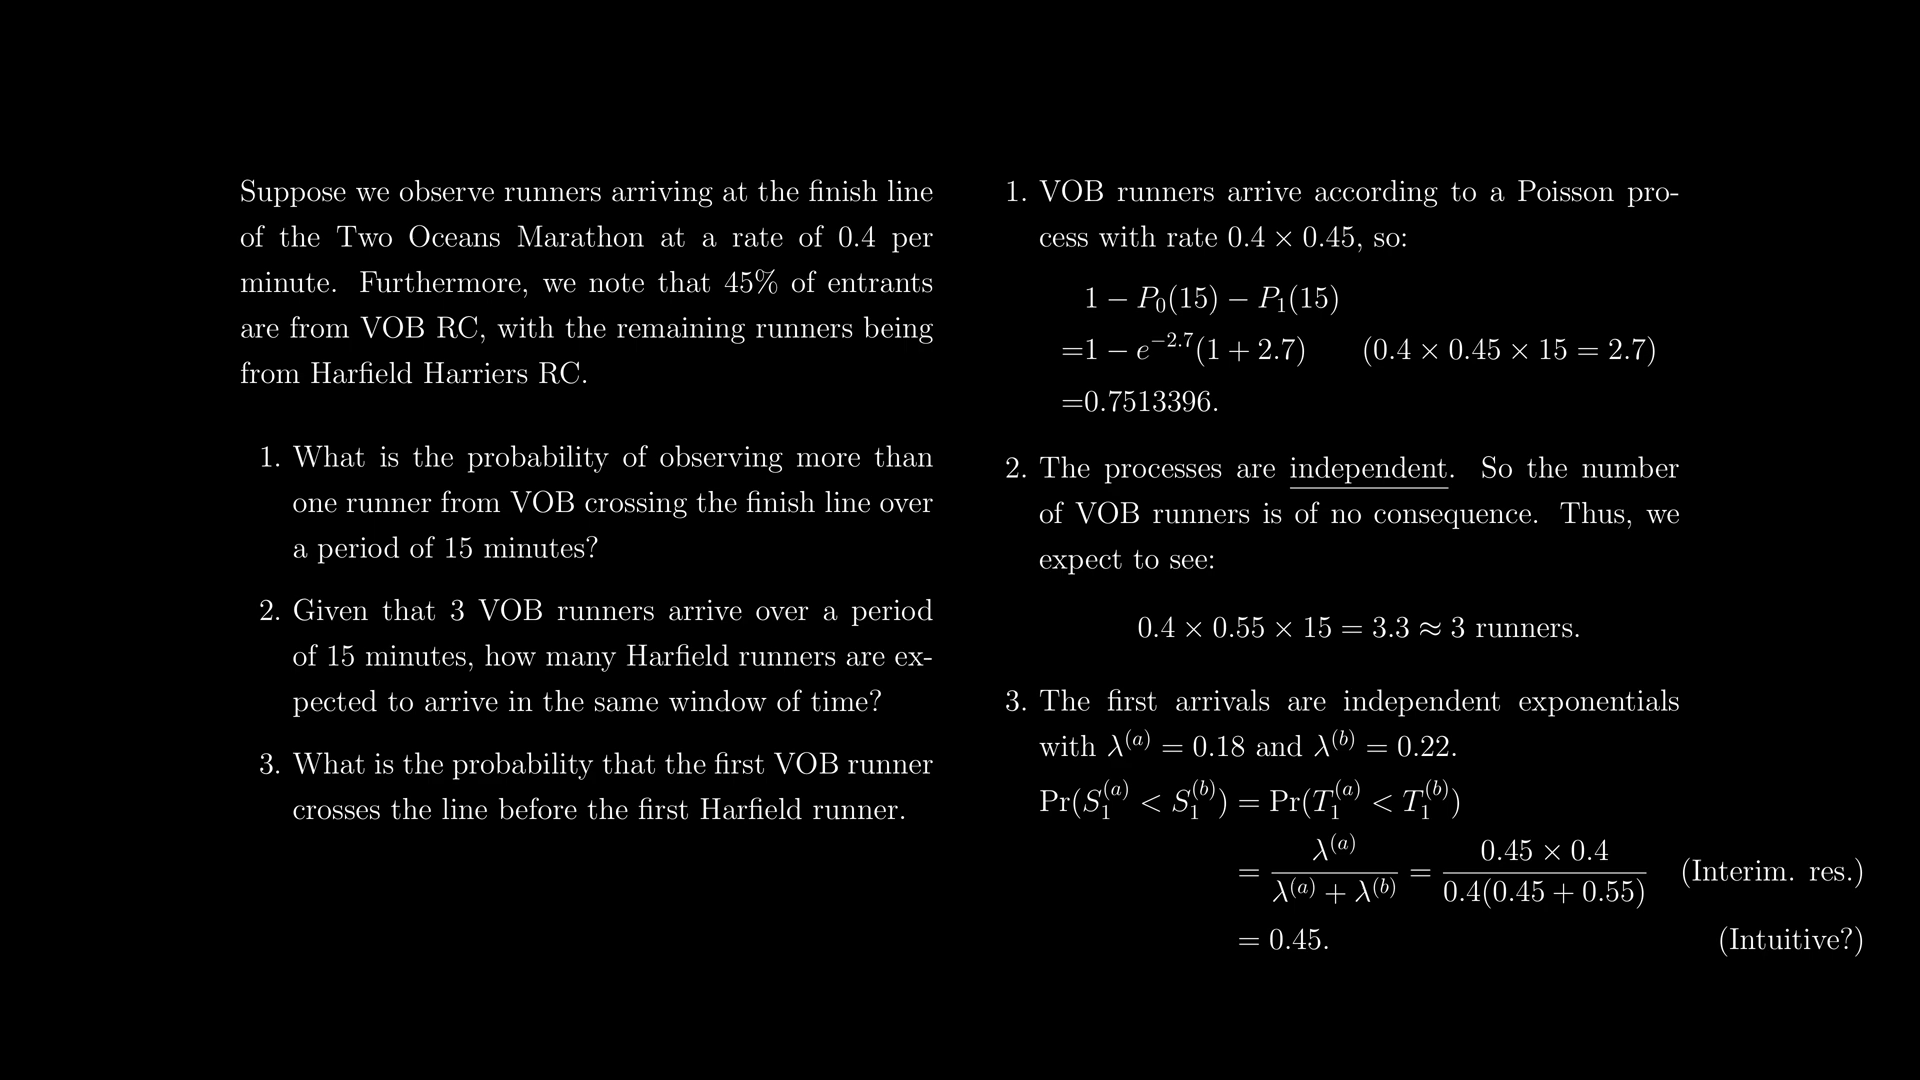 Suppose we observe runners arriving at the finish line
of the Two Oceans Marathon at a rate of 0.4 per
minute. Furthermore, we note that 45% of entrants
are from VOB RC, with the remaining runners being
from Harfield Harriers RC.
1. What is the probability of observing more than
one runner from VOB crossing the finish line over
a period of 15 minutes?
2. Given that 3 VOB runners arrive over a period
of 15 minutes, how many Harfield runners are ex-
pected to arrive in the same window of time?
3. What is the probability that the first VOB runner
crosses the line before the first Harfield runner.
1. VOB runners arrive according to a Poisson pro-
cess with rate 0.4 × 0.45, so:
1 − P₀(15) − P₁(15)
=1 − e^{−2.7}(1 + 2.7) (0.4 × 0.45 × 15 = 2.7)
=0.7513396.
2. The processes are independent. So the number
of VOB runners is of no consequence. Thus, we
expect to see:
0.4 × 0.55 × 15 = 3.3 ≈ 3 runners.
3. The first arrivals are independent exponentials
with λ^{(a)} = 0.18 and λ^{(b)} = 0.22.
Pr(S_1^{(a)} < S_1^{(b)}) = Pr(T_1^{(a)} < T_1^{(b)})
= λ^{(a)} / (λ^{(a)} + λ^{(b)}) = 0.45 × 0.4 / 0.4(0.45 + 0.55) (Interim. res.)
= 0.45. (Intuitive?)